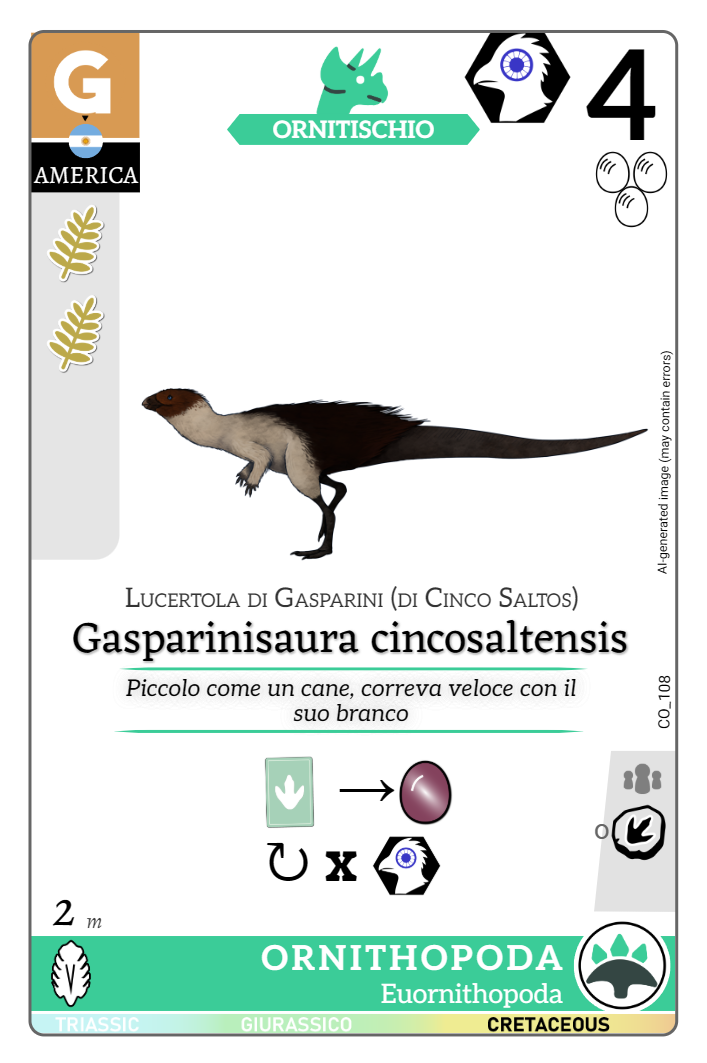 G
AMERICA
ORNITISCHIO
4
AI-generated image (may contain errors)
Lucertola di Gasparini (di Cinco Saltos)
Gasparinisaura cincosaltensis
Piccolo come un cane, correva veloce con il
suo branco
CO_108
x
o
2 m
ORNITHOPODA
Euornithopoda
TRIASSIC GIURASSICO CRETACEOUS